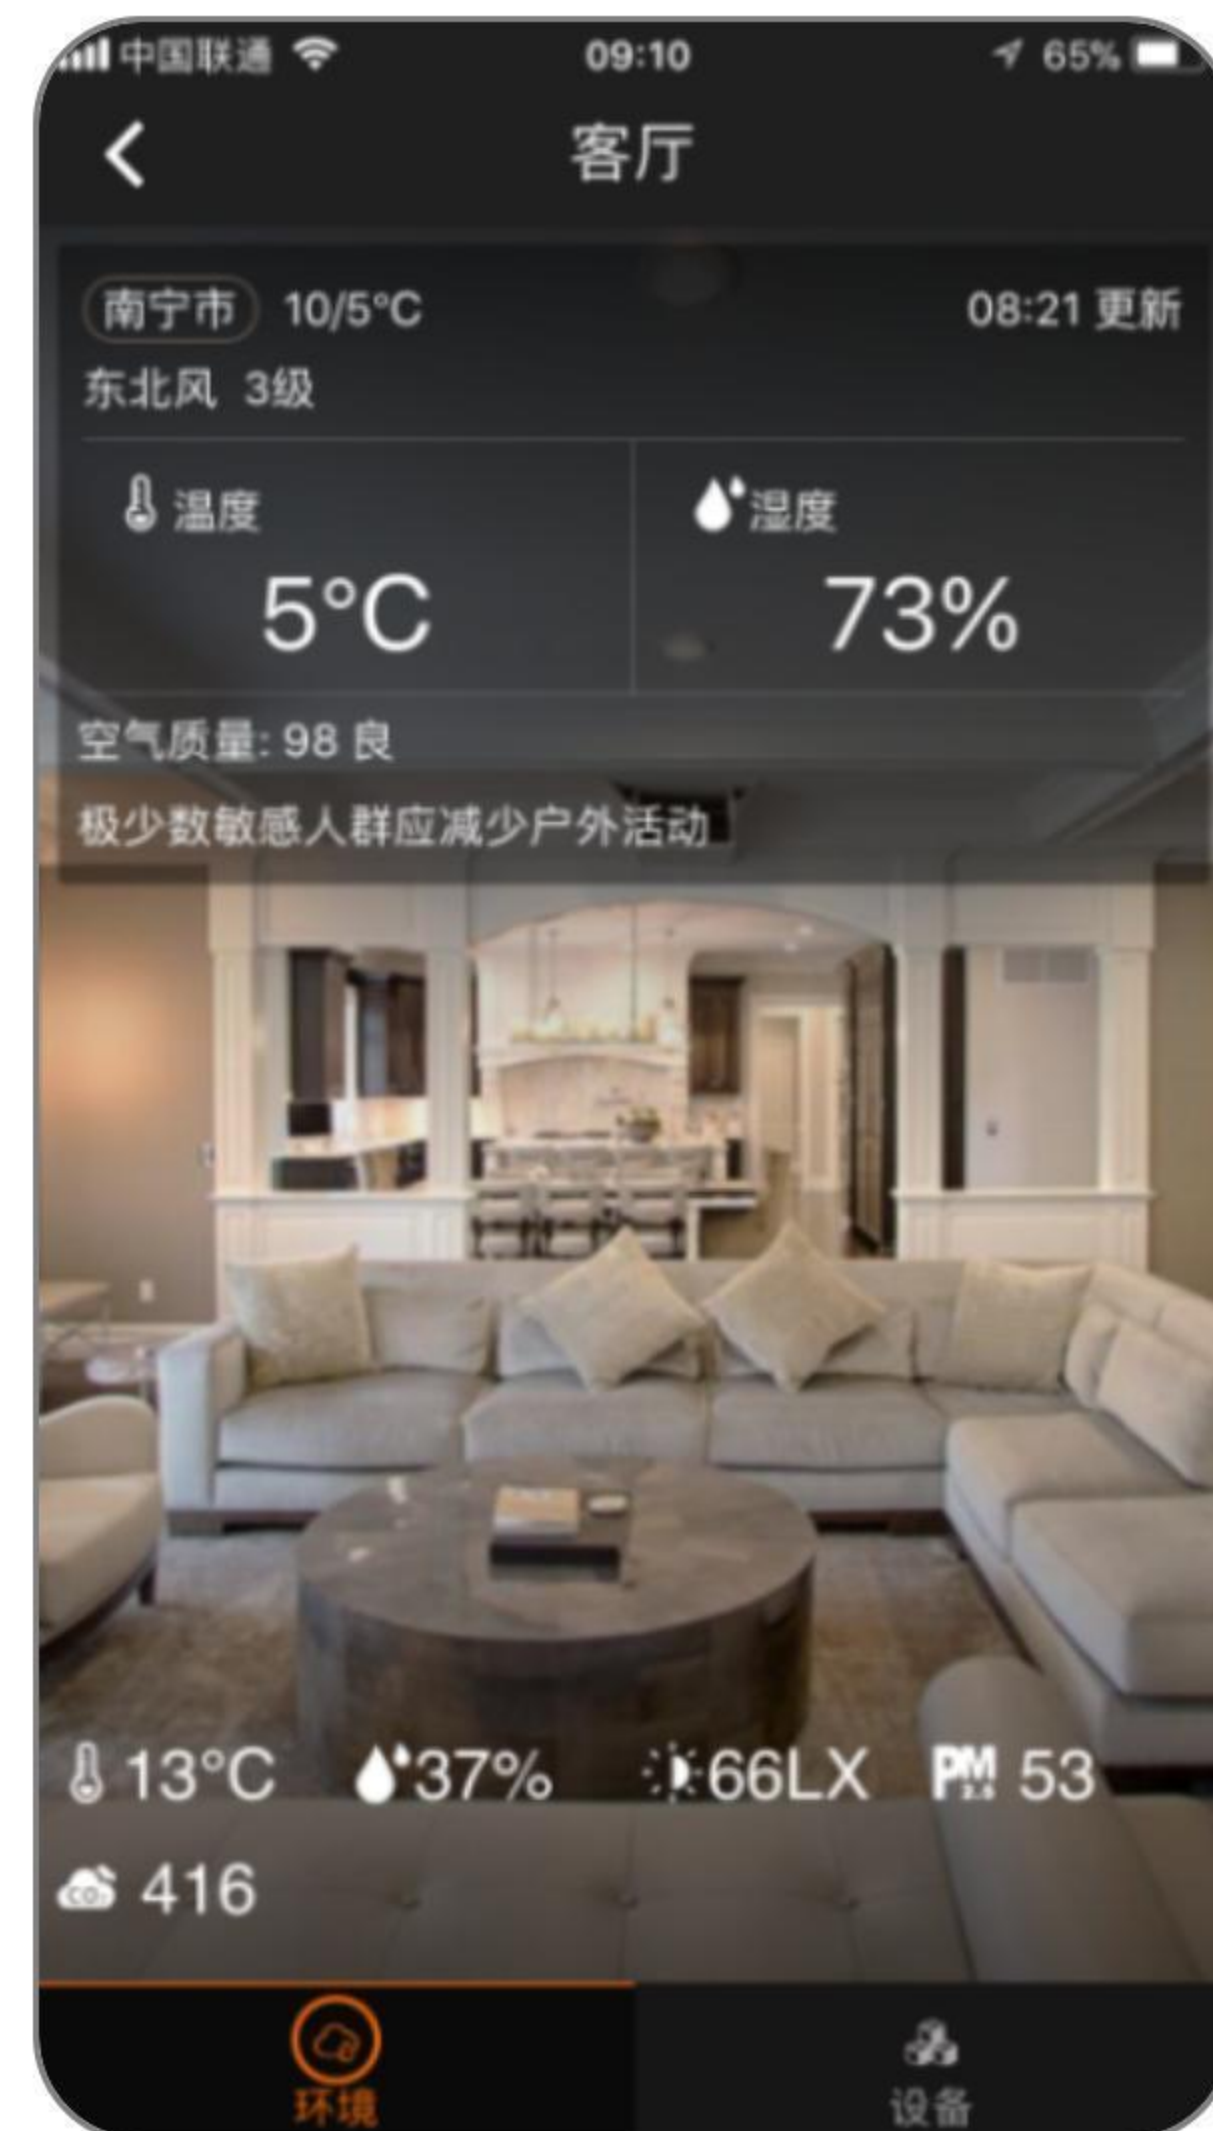 中国联通 09:10 65%
客厅
南宁市 10/5°C 08:21 更新
东北风 3级
温度 湿度
5°C 73%
空气质量: 98 良
极少数敏感人群应减少户外活动
13°C 37% 66LX PM2.5 53
CO₂ 416
环境 设备